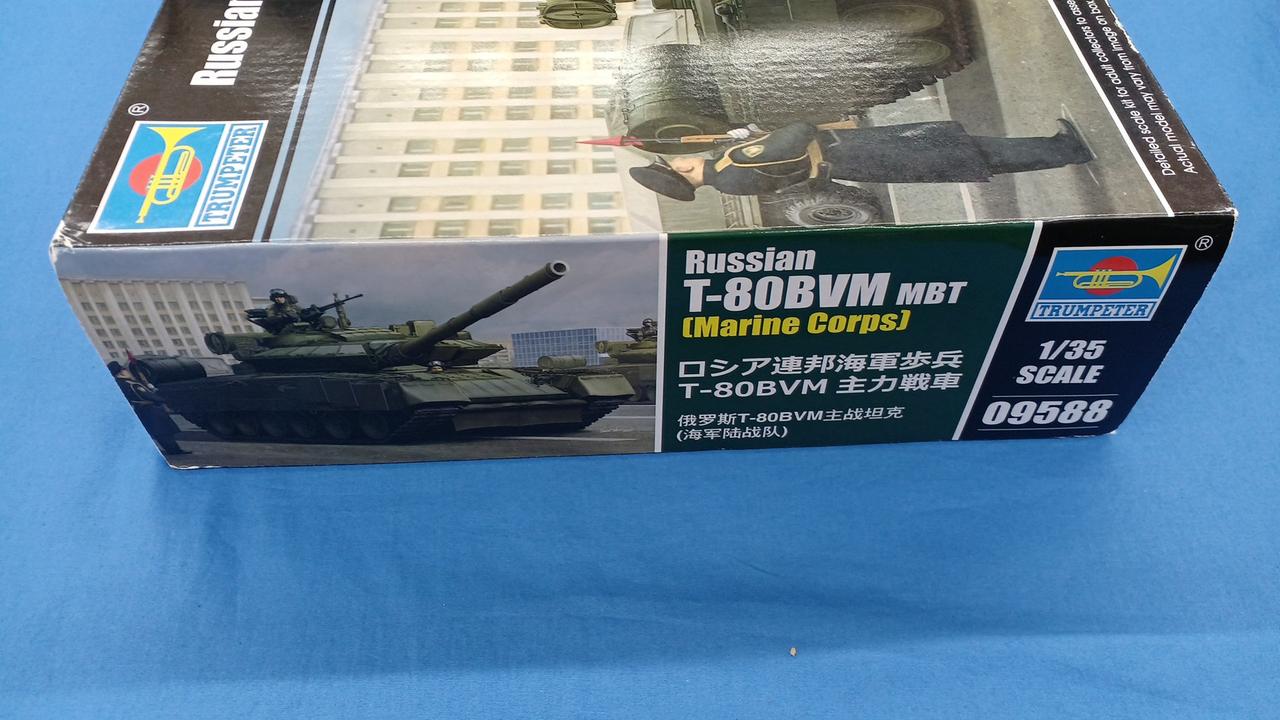 Russian
®
TRUMPETER
Detailed scale kit for adult collectors to asse
Actual model may vary from image on box
Russian
T-80BVM MBT
(Marine Corps)
ロシア連邦海軍歩兵
T-80BVM 主力戦車
俄罗斯T-80BVM主战坦克
(海军陆战队)
®
TRUMPETER
1/35
SCALE
09588